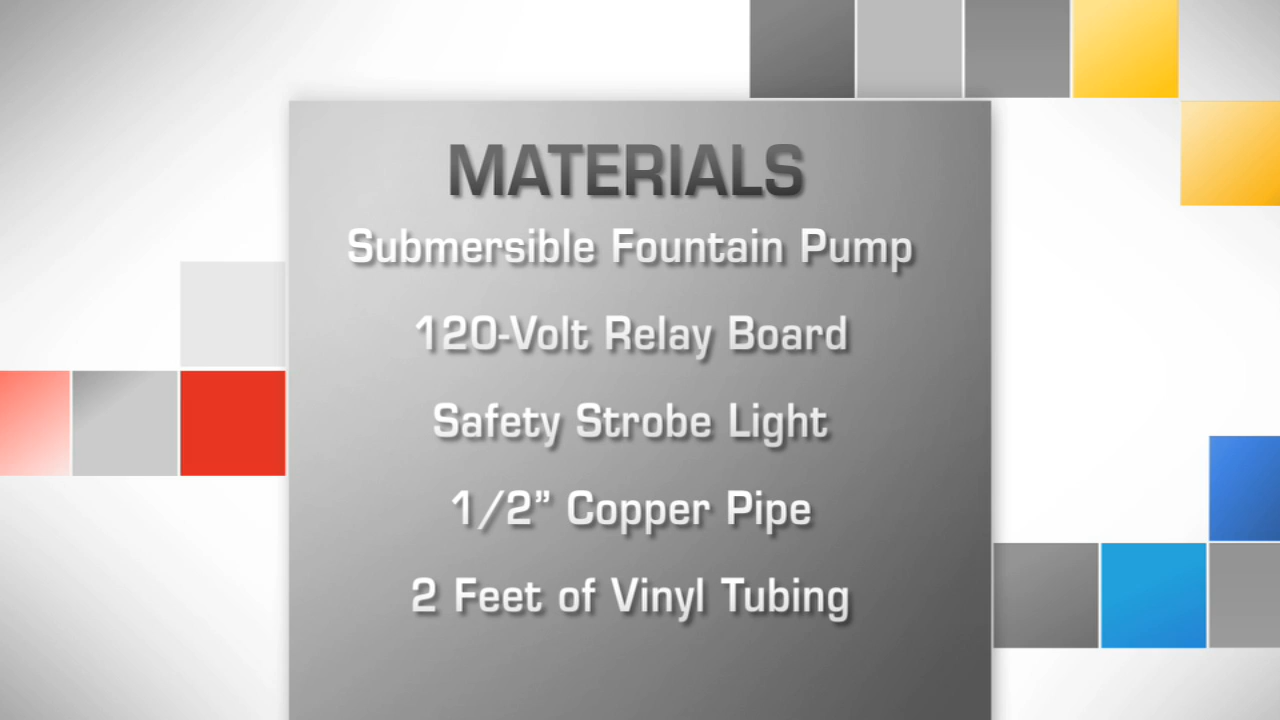 MATERIALS
Submersible Fountain Pump
120-Volt Relay Board
Safety Strobe Light
1/2” Copper Pipe
2 Feet of Vinyl Tubing